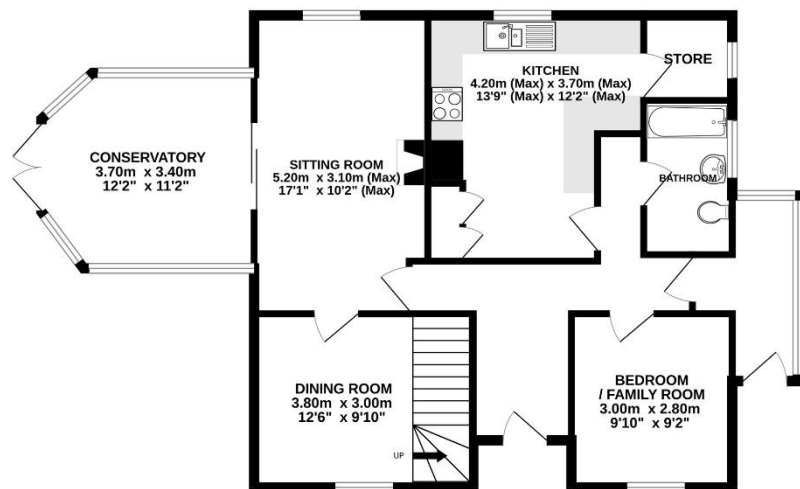 CONSERVATORY
3.70m x 3.40m
12'2" x 11'2"
SITTING ROOM
5.20m x 3.10m (Max)
17'1" x 10'2" (Max)
KITCHEN
4.20m (Max) x 3.70m (Max)
13'9" (Max) x 12'2" (Max)
STORE
BATHROOM
DINING ROOM
3.80m x 3.00m
12'6" x 9'10"
UP
BEDROOM
/ FAMILY ROOM
3.00m x 2.80m
9'10" x 9'2"